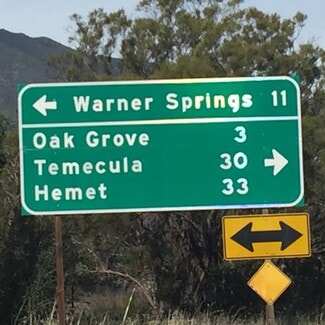 Warner Springs 11
Oak Grove 3
Temecula 30
Hemet 33